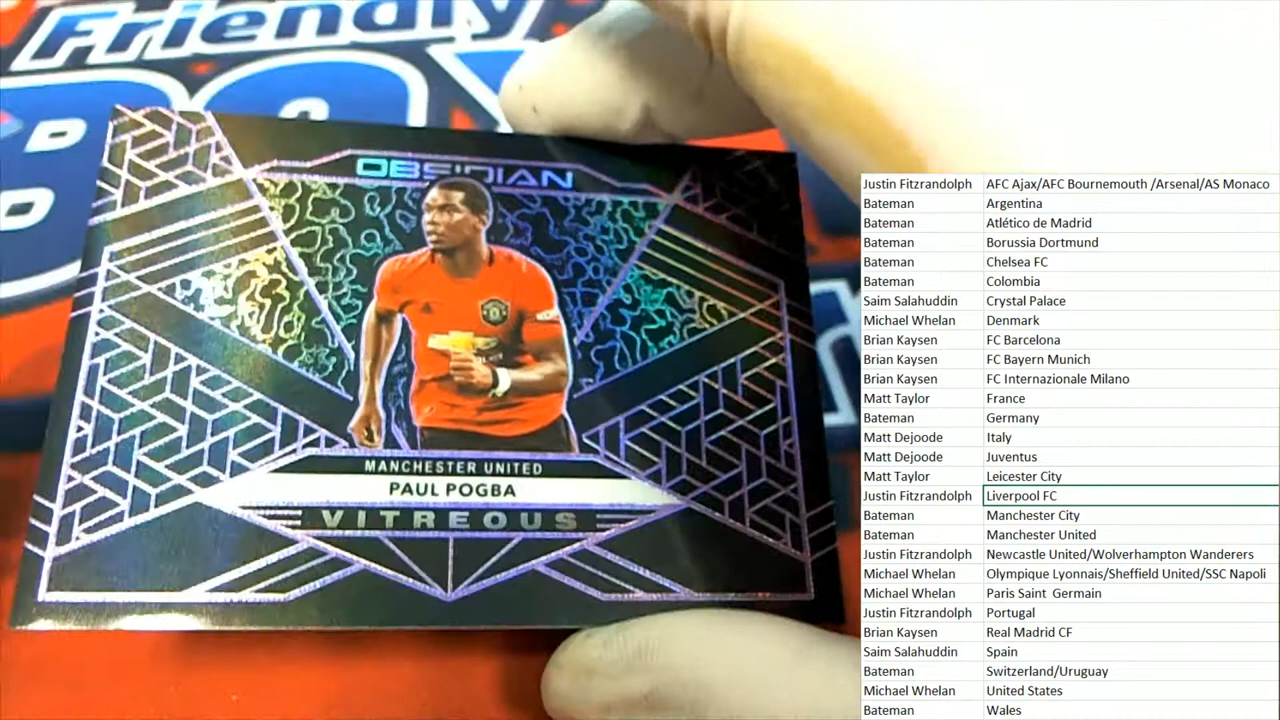 Friendly
OBSIDIAN
MANCHESTER UNITED
PAUL POGBA
VITREOUS
Justin Fitzrandolph AFC Ajax/AFC Bournemouth /Arsenal/AS Monaco
Bateman Argentina
Bateman Atlético de Madrid
Bateman Borussia Dortmund
Bateman Chelsea FC
Bateman Colombia
Saim Salahuddin Crystal Palace
Michael Whelan Denmark
Brian Kaysen FC Barcelona
Brian Kaysen FC Bayern Munich
Brian Kaysen FC Internazionale Milano
Matt Taylor France
Bateman Germany
Matt Dejoode Italy
Matt Dejoode Juventus
Matt Taylor Leicester City
Justin Fitzrandolph Liverpool FC
Bateman Manchester City
Bateman Manchester United
Justin Fitzrandolph Newcastle United/Wolverhampton Wanderers
Michael Whelan Olympique Lyonnais/Sheffield United/SSC Napoli
Michael Whelan Paris Saint Germain
Justin Fitzrandolph Portugal
Brian Kaysen Real Madrid CF
Saim Salahuddin Spain
Bateman Switzerland/Uruguay
Michael Whelan United States
Bateman Wales